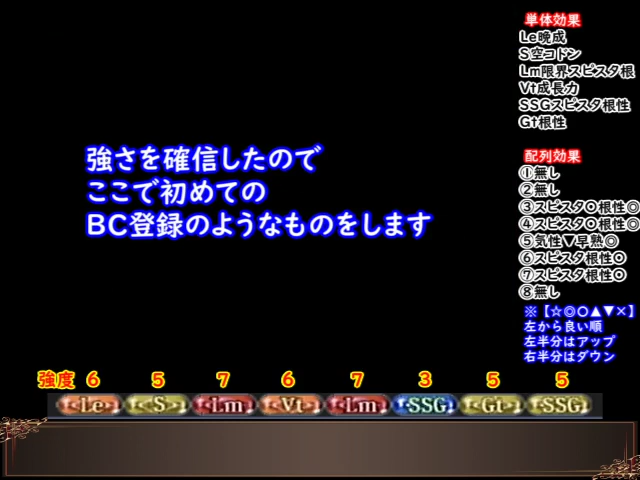 単体効果
Le晩成
S空コドン
Lm限界スピスタ根
Vt成長力
SSGスピスタ根性
Gt根性
配列効果
①無し
②無し
③スピスタ○根性◎
④スピスタ○根性◎
⑤気性▼早熟◎
⑥スピスタ根性○
⑦スピスタ根性○
⑧無し
※【☆◎○▲▼×】
左から良い順
左半分はアップ
右半分はダウン
強さを確信したので
ここで初めての
BC登録のようなものをします
強度 6 5 7 6 7 3 5 5
Le S Lm Vt Lm SSG Gt SSG